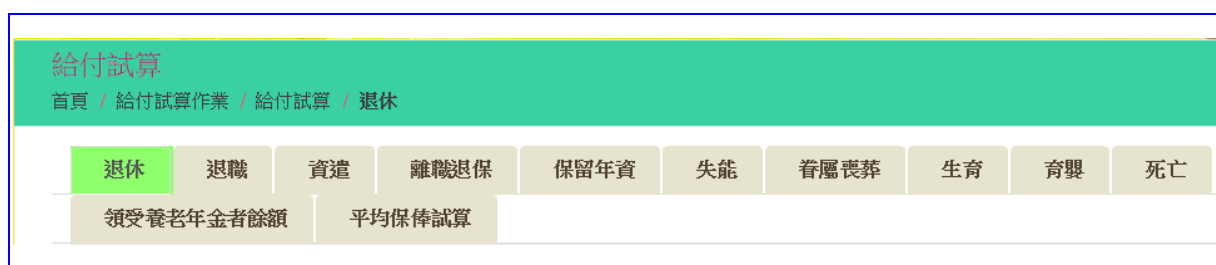 給付試算
首頁 / 給付試算作業 / 給付試算 / 退休
退休 退職 資遣 離職退保 保留年資 失能 眷屬喪葬 生育 育嬰 死亡
領受養老年金者餘額 平均保俸試算